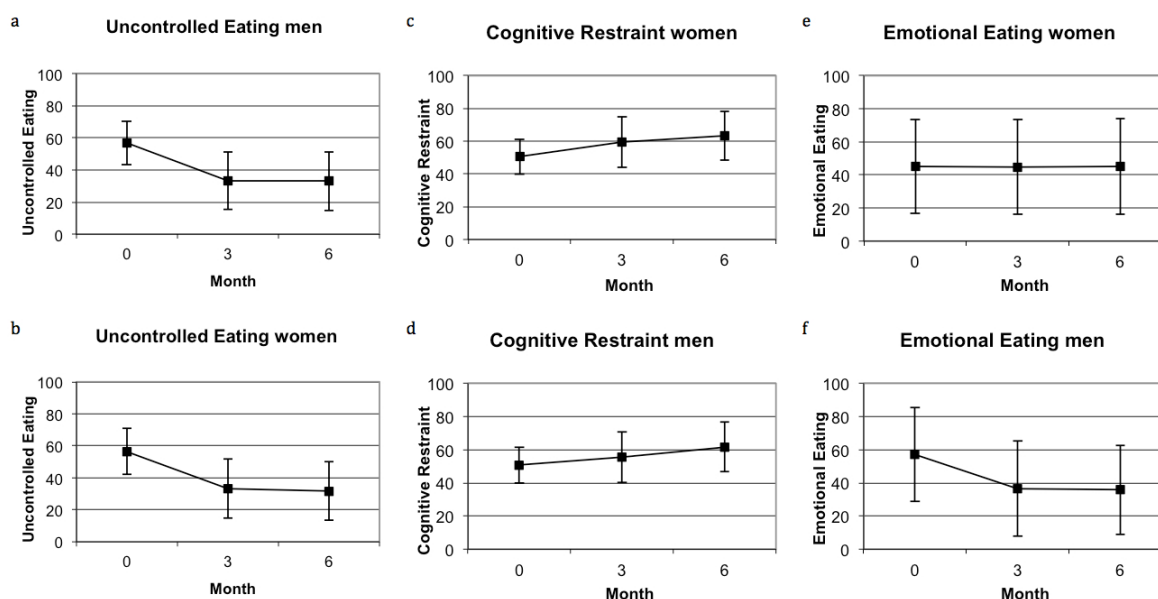 a
Uncontrolled Eating men
Uncontrolled Eating
100
80
60
40
20
0
0 3 6
Month
c
Cognitive Restraint women
Cognitive Restraint
100
80
60
40
20
0
0 3 6
Month
e
Emotional Eating women
Emotional Eating
100
80
60
40
20
0
0 3 6
Month
b
Uncontrolled Eating women
Uncontrolled Eating
100
80
60
40
20
0
0 3 6
Month
d
Cognitive Restraint men
Cognitive Restraint
100
80
60
40
20
0
0 3 6
Month
f
Emotional Eating men
Emotional Eating
100
80
60
40
20
0
0 3 6
Month